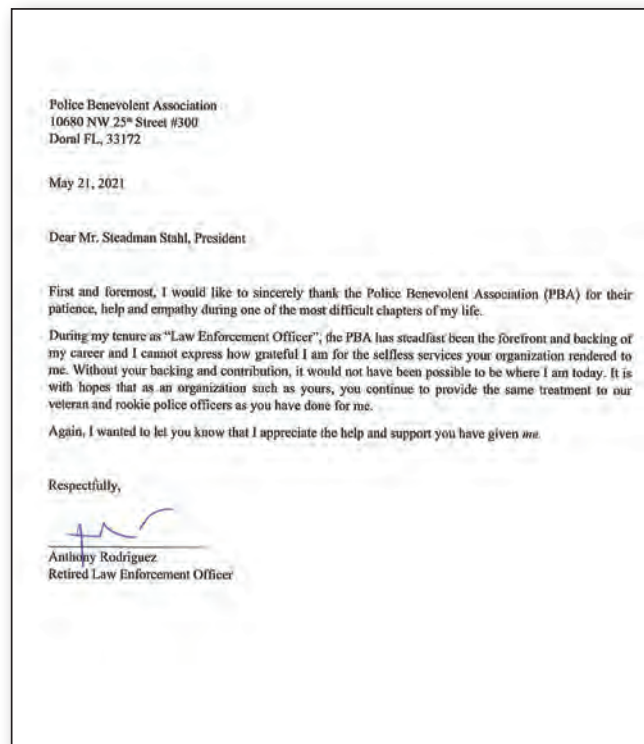 Police Benevolent Association
10680 NW 25th Street #300
Doral FL, 33172
May 21, 2021
Dear Mr. Steadman Stahl, President
First and foremost, I would like to sincerely thank the Police Benevolent Association (PBA) for their
patience, help and empathy during one of the most difficult chapters of my life.
During my tenure as “Law Enforcement Officer”, the PBA has steadfast been the forefront and backing of
my career and I cannot express how grateful I am for the selfless services your organization rendered to
me. Without your backing and contribution, it would not have been possible to be where I am today. It is
with hopes that as an organization such as yours, you continue to provide the same treatment to our
veteran and rookie police officers as you have done for me.
Again, I wanted to let you know that I appreciate the help and support you have given me.
Respectfully,
Anthony Rodriguez
Retired Law Enforcement Officer